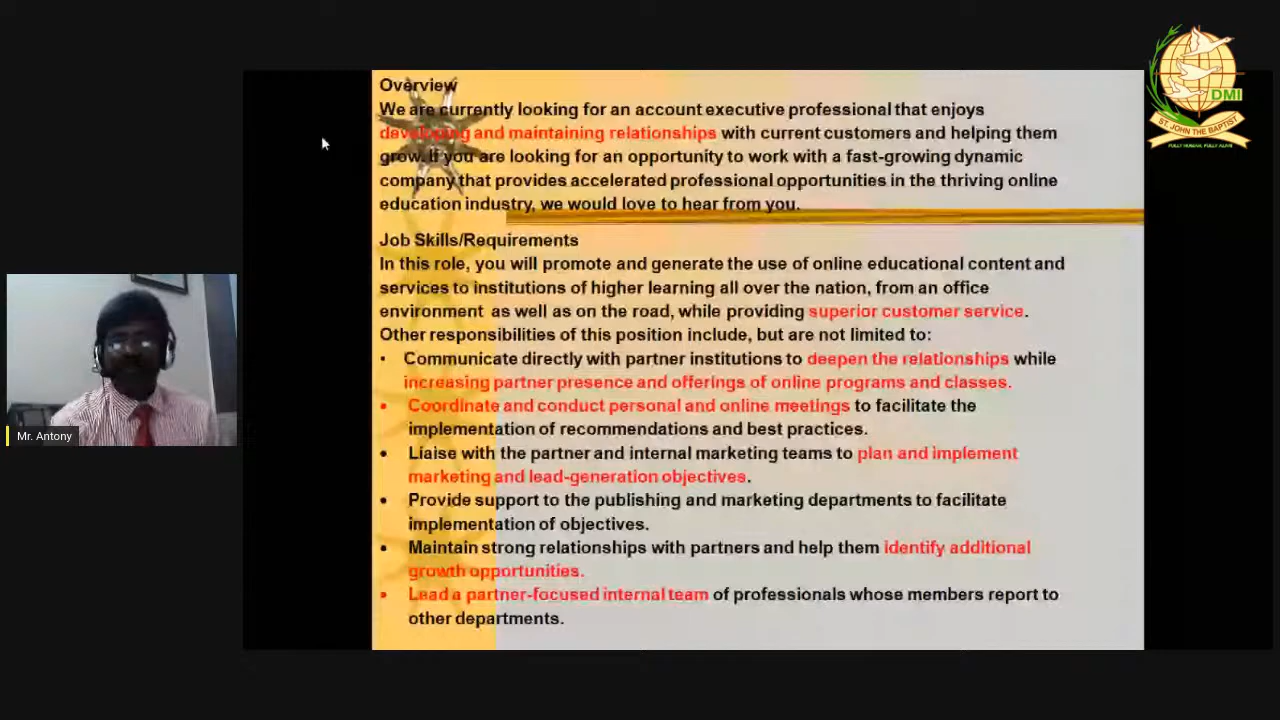 Overview
We are currently looking for an account executive professional that enjoys
developing and maintaining relationships with current customers and helping them
grow. If you are looking for an opportunity to work with a fast-growing dynamic
company that provides accelerated professional opportunities in the thriving online
education industry, we would love to hear from you.
Job Skills/Requirements
In this role, you will promote and generate the use of online educational content and
services to institutions of higher learning all over the nation, from an office
environment as well as on the road, while providing superior customer service.
Other responsibilities of this position include, but are not limited to:
• Communicate directly with partner institutions to deepen the relationships while
increasing partner presence and offerings of online programs and classes.
• Coordinate and conduct personal and online meetings to facilitate the
implementation of recommendations and best practices.
• Liaise with the partner and internal marketing teams to plan and implement
marketing and lead-generation objectives.
• Provide support to the publishing and marketing departments to facilitate
implementation of objectives.
• Maintain strong relationships with partners and help them identify additional
growth opportunities.
• Lead a partner-focused internal team of professionals whose members report to
other departments.
Mr. Antony
DMI
ST. JOHN THE BAPTIST
FULLY HUMAN, FULLY ALIVE